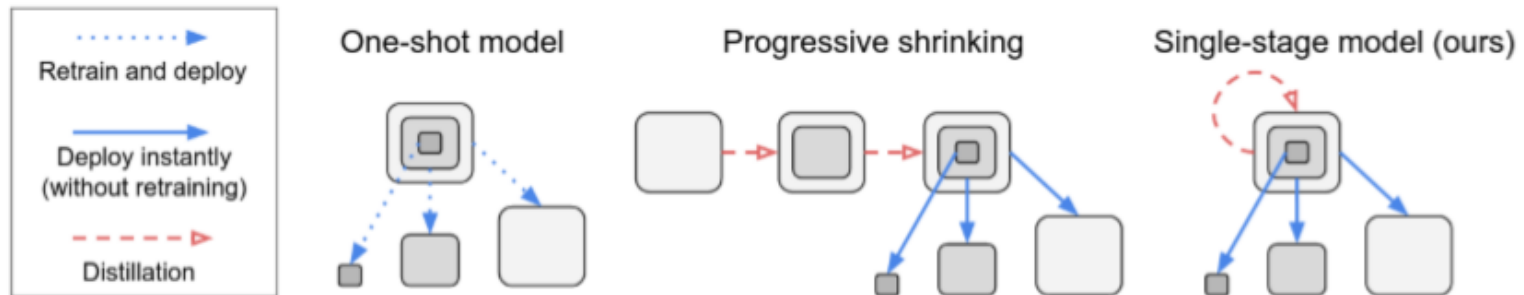 Retrain and deploy
Deploy instantly
(without retraining)
Distillation
One-shot model
Progressive shrinking
Single-stage model (ours)